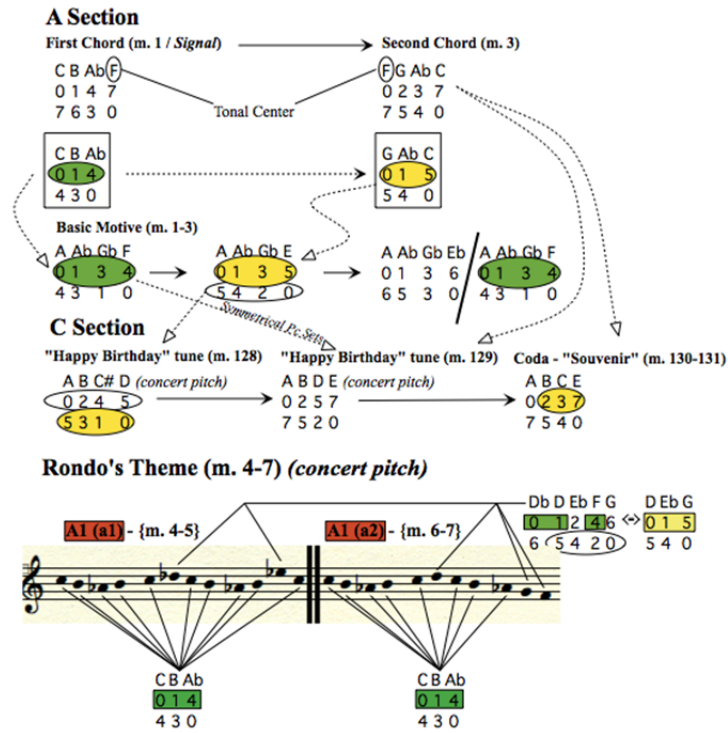 A Section
First Chord (m. 1 / Signal) Second Chord (m. 3)
C B Ab F F G Ab C
0 1 4 7 0 2 3 7
7 6 3 0 Tonal Center 7 5 4 0
C B Ab G Ab C
0 1 4 0 1 5
4 3 0 5 4 0
Basic Motive (m. 1-3)
A Ab Gb F A Ab Gb E A Ab Gb Eb A Ab Gb F
0 1 3 4 0 1 3 5 0 1 3 6 0 1 3 4
4 3 1 0 5 4 2 0 6 5 3 0 4 3 1 0
Symmetrical Pc Sets
C Section
"Happy Birthday" tune (m. 128) "Happy Birthday" tune (m. 129) Coda - "Souvenir" (m. 130-131)
A B C# D (concert pitch) A B D E (concert pitch) A B C E
0 2 4 5 0 2 5 7 0 2 3 7
5 3 1 0 7 5 2 0 7 5 4 0
Rondo's Theme (m. 4-7) (concert pitch)
Db D Eb F G D Eb G
A1 (a1) - {m. 4-5} A1 (a2) - {m. 6-7} 0 1 2 4 6 <-> 0 1 5
6 5 4 2 0 5 4 0
C B Ab C B Ab
0 1 4 0 1 4
4 3 0 4 3 0